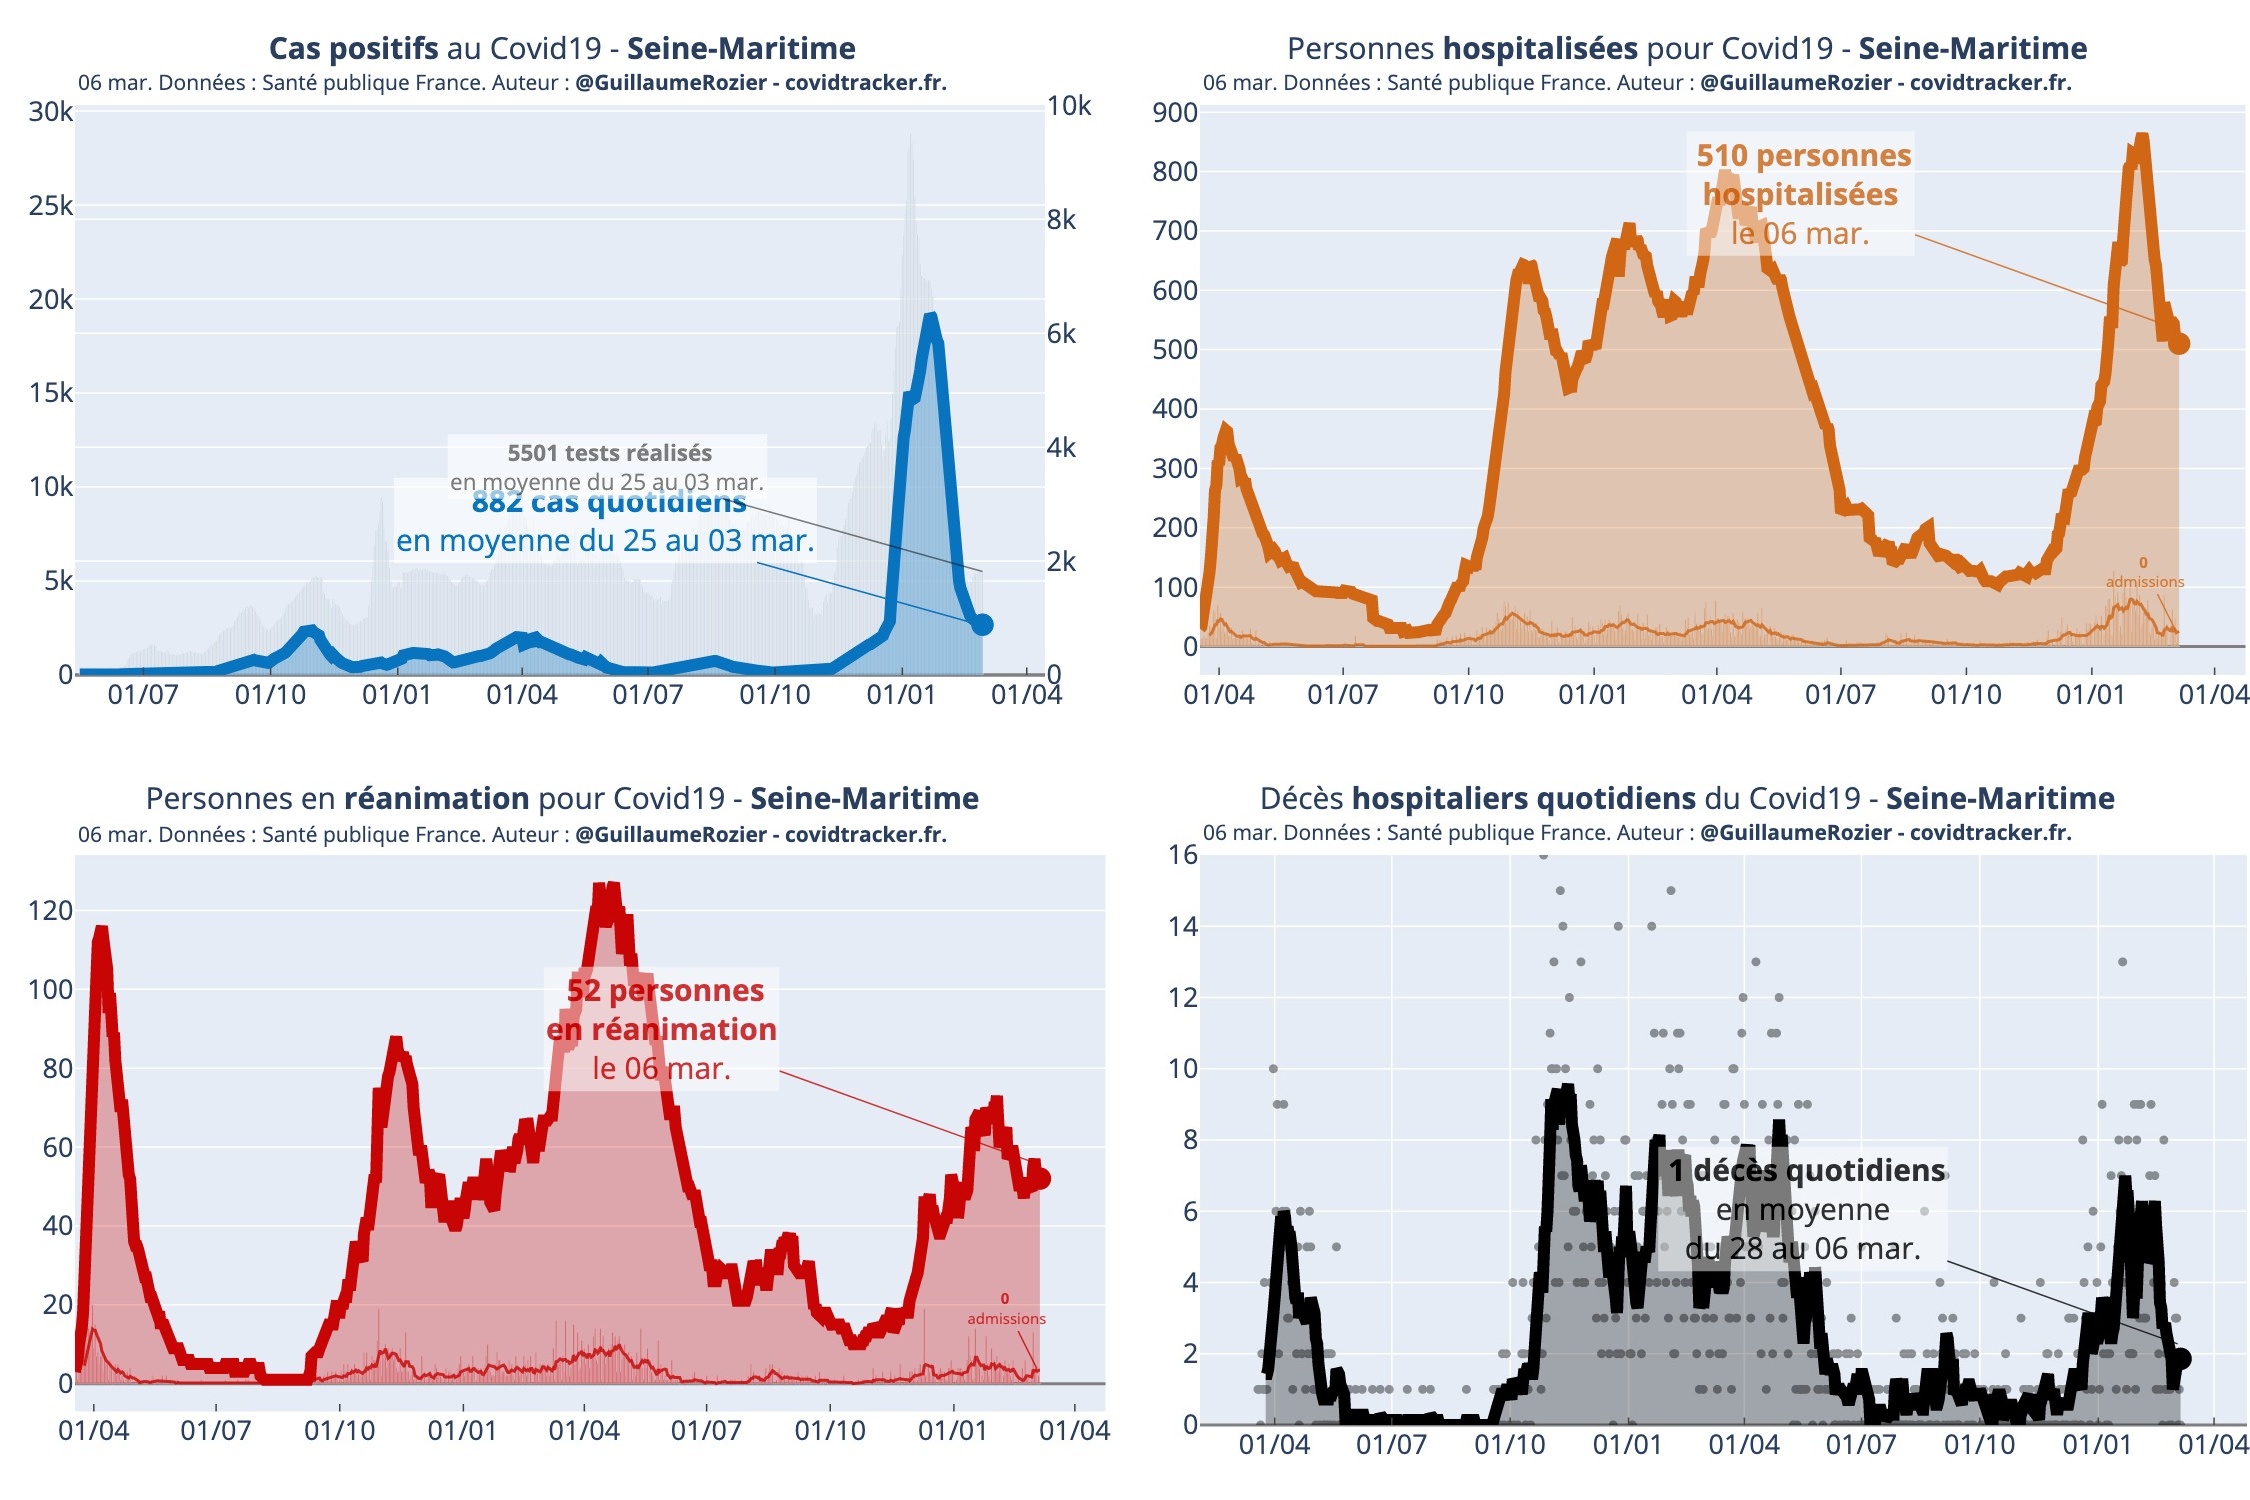 Cas positifs au Covid19 - Seine-Maritime
06 mar. Données : Santé publique France. Auteur : @GuillaumeRozier - covidtracker.fr.
30k
25k
20k
15k
10k
5k
0
10k
8k
6k
4k
2k
0
5501 tests réalisés
en moyenne du 25 au 03 mar.
882 cas quotidiens
en moyenne du 25 au 03 mar.
01/07 01/10 01/01 01/04 01/07 01/10 01/01 01/04
Personnes hospitalisées pour Covid19 - Seine-Maritime
06 mar. Données : Santé publique France. Auteur : @GuillaumeRozier - covidtracker.fr.
900
800
700
600
500
400
300
200
100
0
510 personnes
hospitalisées
le 06 mar.
0
admissions
01/04 01/07 01/10 01/01 01/04 01/07 01/10 01/01 01/04
Personnes en réanimation pour Covid19 - Seine-Maritime
06 mar. Données : Santé publique France. Auteur : @GuillaumeRozier - covidtracker.fr.
120
100
80
60
40
20
0
52 personnes
en réanimation
le 06 mar.
0
admissions
01/04 01/07 01/10 01/01 01/04 01/07 01/10 01/01 01/04
Décès hospitaliers quotidiens du Covid19 - Seine-Maritime
06 mar. Données : Santé publique France. Auteur : @GuillaumeRozier - covidtracker.fr.
16
14
12
10
8
6
4
2
0
1 décès quotidiens
en moyenne
du 28 au 06 mar.
01/04 01/07 01/10 01/01 01/04 01/07 01/10 01/01 01/04